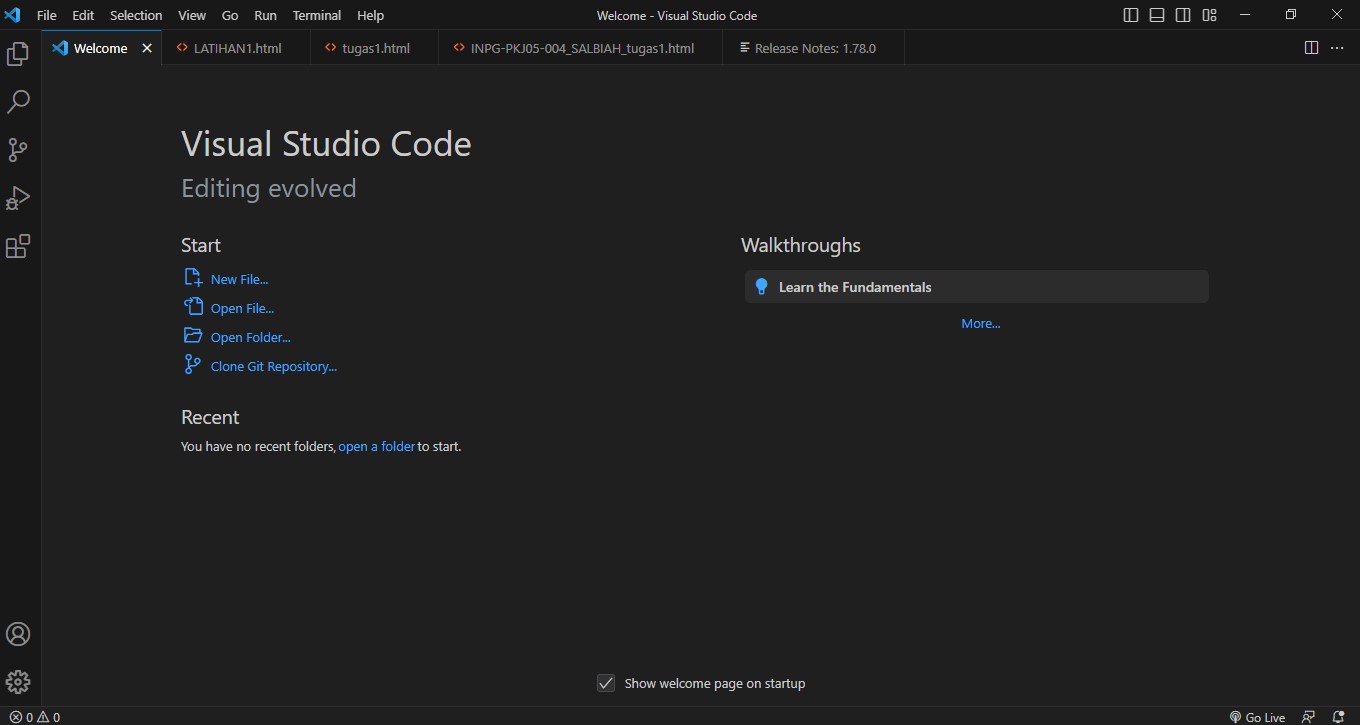 File Edit Selection View Go Run Terminal Help Welcome - Visual Studio Code
Welcome LATIHAN1.html tugas1.html INPG-PKJ05-004_SALBIAH_tugas1.html Release Notes: 1.78.0
Visual Studio Code
Editing evolved
Start
New File...
Open File...
Open Folder...
Clone Git Repository...
Recent
You have no recent folders, open a folder to start.
Walkthroughs
Learn the Fundamentals
More...
Show welcome page on startup
0 0 Go Live